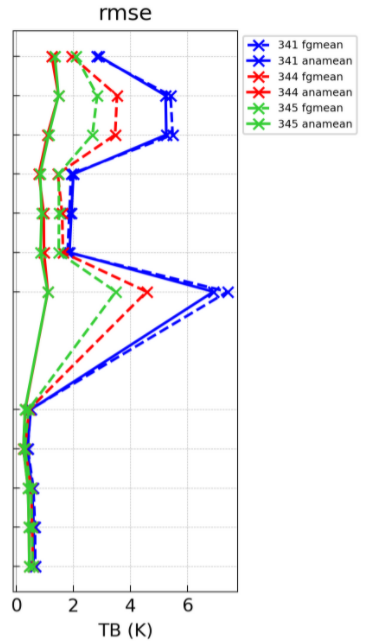 rmse
341 fgmean
341 anamean
344 fgmean
344 anamean
345 fgmean
345 anamean
0 2 4 6
TB (K)